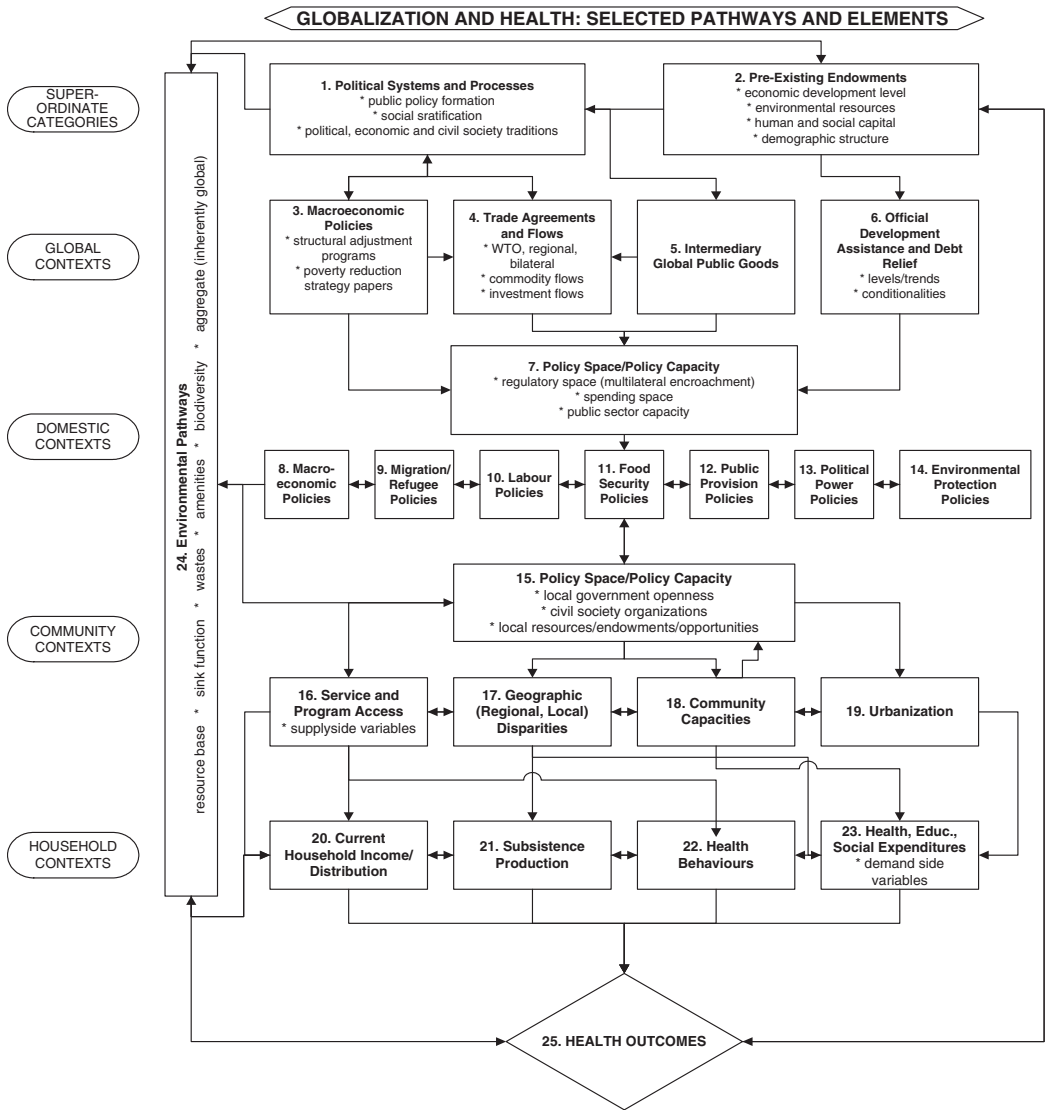 GLOBALIZATION AND HEALTH: SELECTED PATHWAYS AND ELEMENTS
SUPER-
ORDINATE
CATEGORIES
1. Political Systems and Processes
* public policy formation
* social sratification
* political, economic and civil society traditions
2. Pre-Existing Endowments
* economic development level
* environmental resources
* human and social capital
* demographic structure
GLOBAL
CONTEXTS
3. Macroeconomic
Policies
* structural adjustment
programs
* poverty reduction
strategy papers
4. Trade Agreements
and Flows
* WTO, regional,
bilateral
* commodity flows
* investment flows
5. Intermediary
Global Public Goods
6. Official
Development
Assistance and Debt
Relief
* levels/trends
* conditionalities
7. Policy Space/Policy Capacity
* regulatory space (multilateral encroachment)
* spending space
* public sector capacity
DOMESTIC
CONTEXTS
8. Macro-
economic
Policies
9. Migration/
Refugee
Policies
10. Labour
Policies
11. Food
Security
Policies
12. Public
Provision
Policies
13. Political
Power
Policies
14. Environmental
Protection
Policies
24. Environmental Pathways
resource base * sink function * wastes * amenities * biodiversity * aggregate (inherently global)
15. Policy Space/Policy Capacity
* local government openness
* civil society organizations
* local resources/endowments/opportunities
COMMUNITY
CONTEXTS
16. Service and
Program Access
* supplyside variables
17. Geographic
(Regional, Local)
Disparities
18. Community
Capacities
19. Urbanization
HOUSEHOLD
CONTEXTS
20. Current
Household Income/
Distribution
21. Subsistence
Production
22. Health
Behaviours
23. Health, Educ.,
Social Expenditures
* demand side
variables
25. HEALTH OUTCOMES